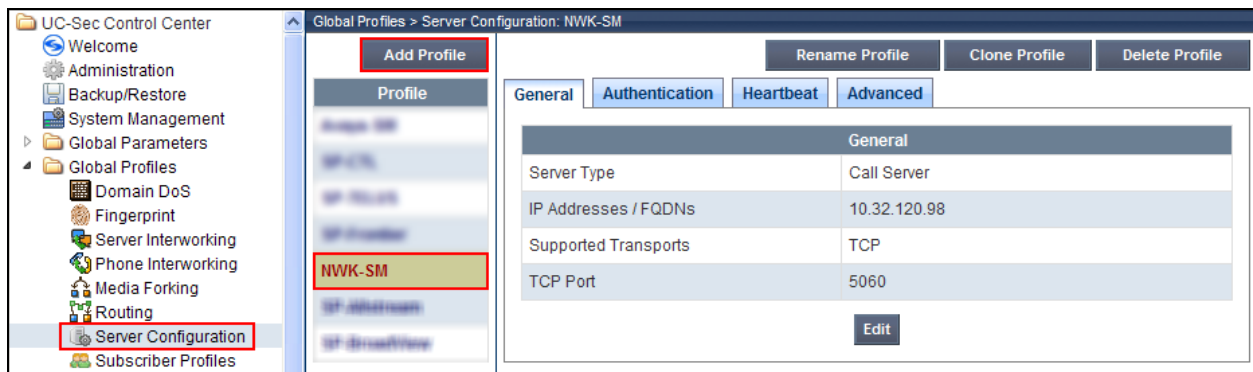 UC-Sec Control Center
Welcome
Administration
Backup/Restore
System Management
Global Parameters
Global Profiles
Domain DoS
Fingerprint
Server Interworking
Phone Interworking
Media Forking
Routing
Server Configuration
Subscriber Profiles
Global Profiles > Server Configuration: NWK-SM
Add Profile
Profile
NWK-SM
Rename Profile Clone Profile Delete Profile
General Authentication Heartbeat Advanced
General
Server Type Call Server
IP Addresses / FQDNs 10.32.120.98
Supported Transports TCP
TCP Port 5060
Edit